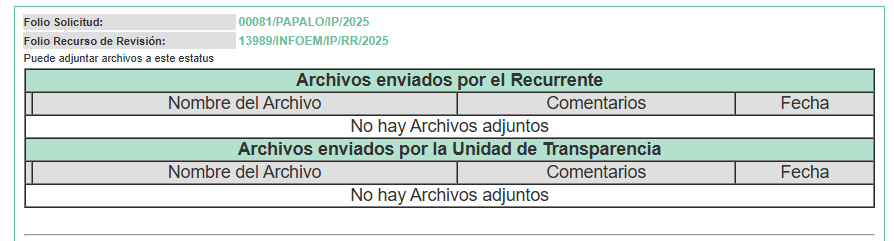 Folio Solicitud: 00081/PAPALO/IP/2025
Folio Recurso de Revisión: 13989/INFOEM/IP/RR/2025
Puede adjuntar archivos a este estatus
Archivos enviados por el Recurrente
Nombre del Archivo Comentarios Fecha
No hay Archivos adjuntos
Archivos enviados por la Unidad de Transparencia
Nombre del Archivo Comentarios Fecha
No hay Archivos adjuntos